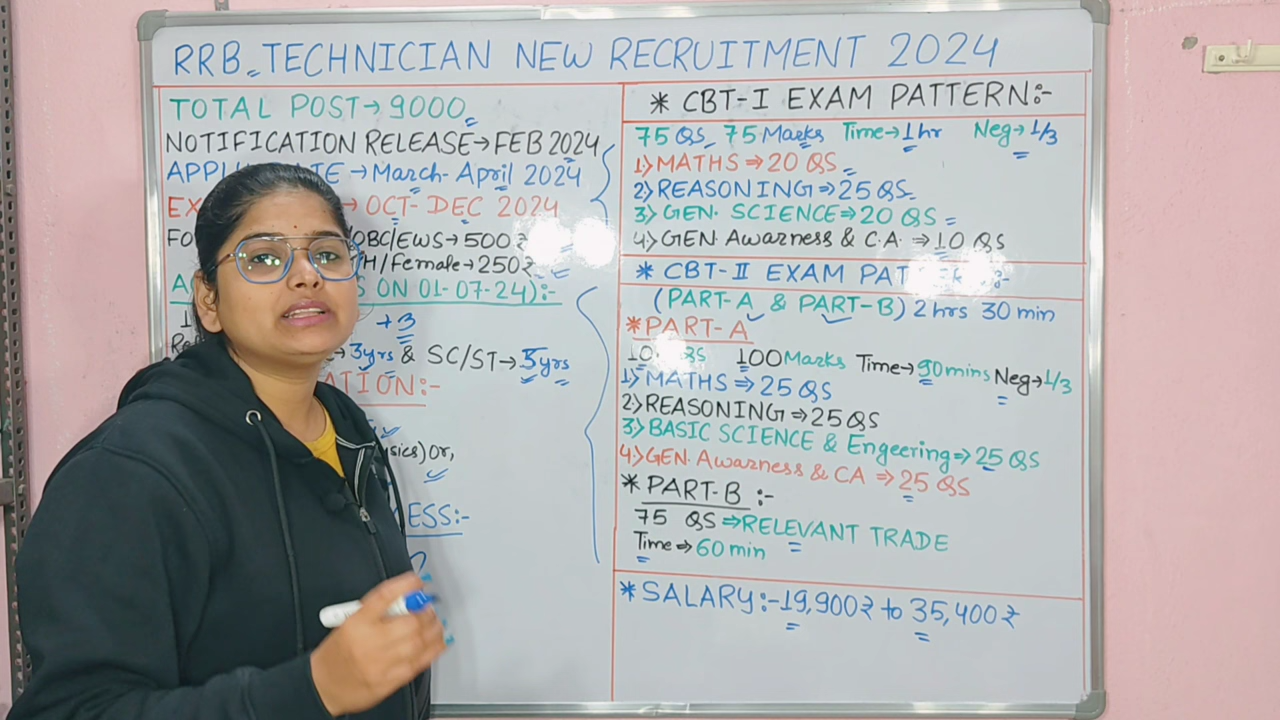 RRB TECHNICIAN NEW RECRUITMENT 2024
TOTAL POST→9000
NOTIFICATION RELEASE→FEB 2024
→March-April 2024
→OCT-DEC 2024
OBC/EWS→500₹
H/Female→250₹
ON 01-07-24):-
+3
→3yrs & SC/ST→5yrs
ATION:-
sics) or,
ESS:-
* CBT-I EXAM PATTERN:-
75 QS, 75 Marks Time→1hr Neg→1/3
1) MATHS⇒20 QS
2) REASONING⇒25 QS
3) GEN. SCIENCE⇒20 QS
4) GEN. Awarness & C.A. ⇒10 QS
* CBT-II EXAM PAT :-
(PART-A & PART-B) 2 hrs 30 min
*PART-A
QS 100 Marks Time→90mins Neg→1/3
1) MATHS⇒25 QS
2) REASONING⇒25 QS
3) BASIC SCIENCE & Engeering⇒25 QS
4) GEN. Awarness & CA ⇒25 QS
* PART-B :-
75 QS⇒RELEVANT TRADE
Time⇒60 min
*SALARY:-19,900₹ to 35,400₹